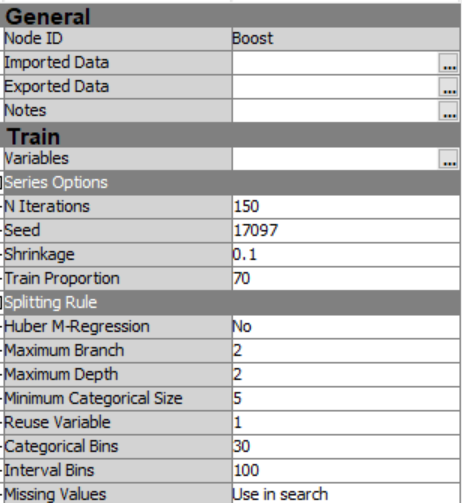 General
Node ID Boost
Imported Data ...
Exported Data ...
Notes ...
Train
Variables ...
Series Options
N Iterations 150
Seed 17097
Shrinkage 0.1
Train Proportion 70
Splitting Rule
Huber M-Regression No
Maximum Branch 2
Maximum Depth 2
Minimum Categorical Size 5
Reuse Variable 1
Categorical Bins 30
Interval Bins 100
Missing Values Use in search